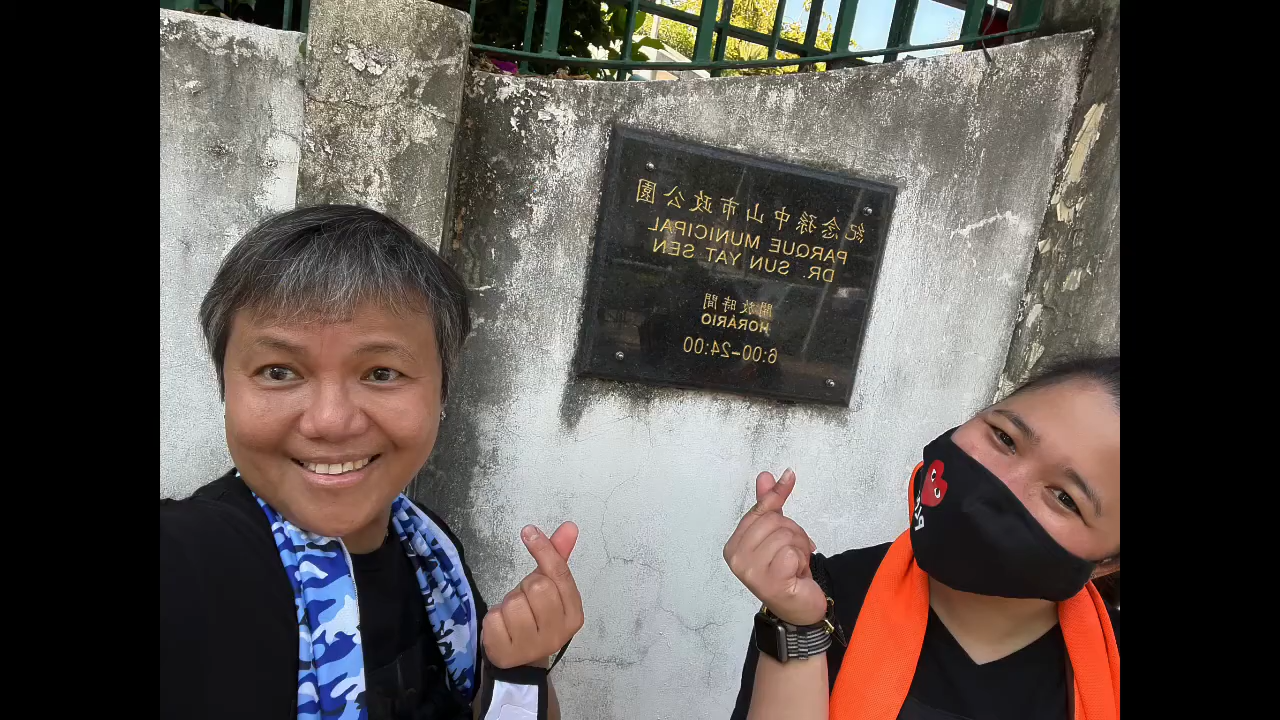 紀念孫中山市政公園
PARQUE MUNICIPAL
DR. SUN YAT SEN
開放時間
HORÁRIO
6:00-24:00